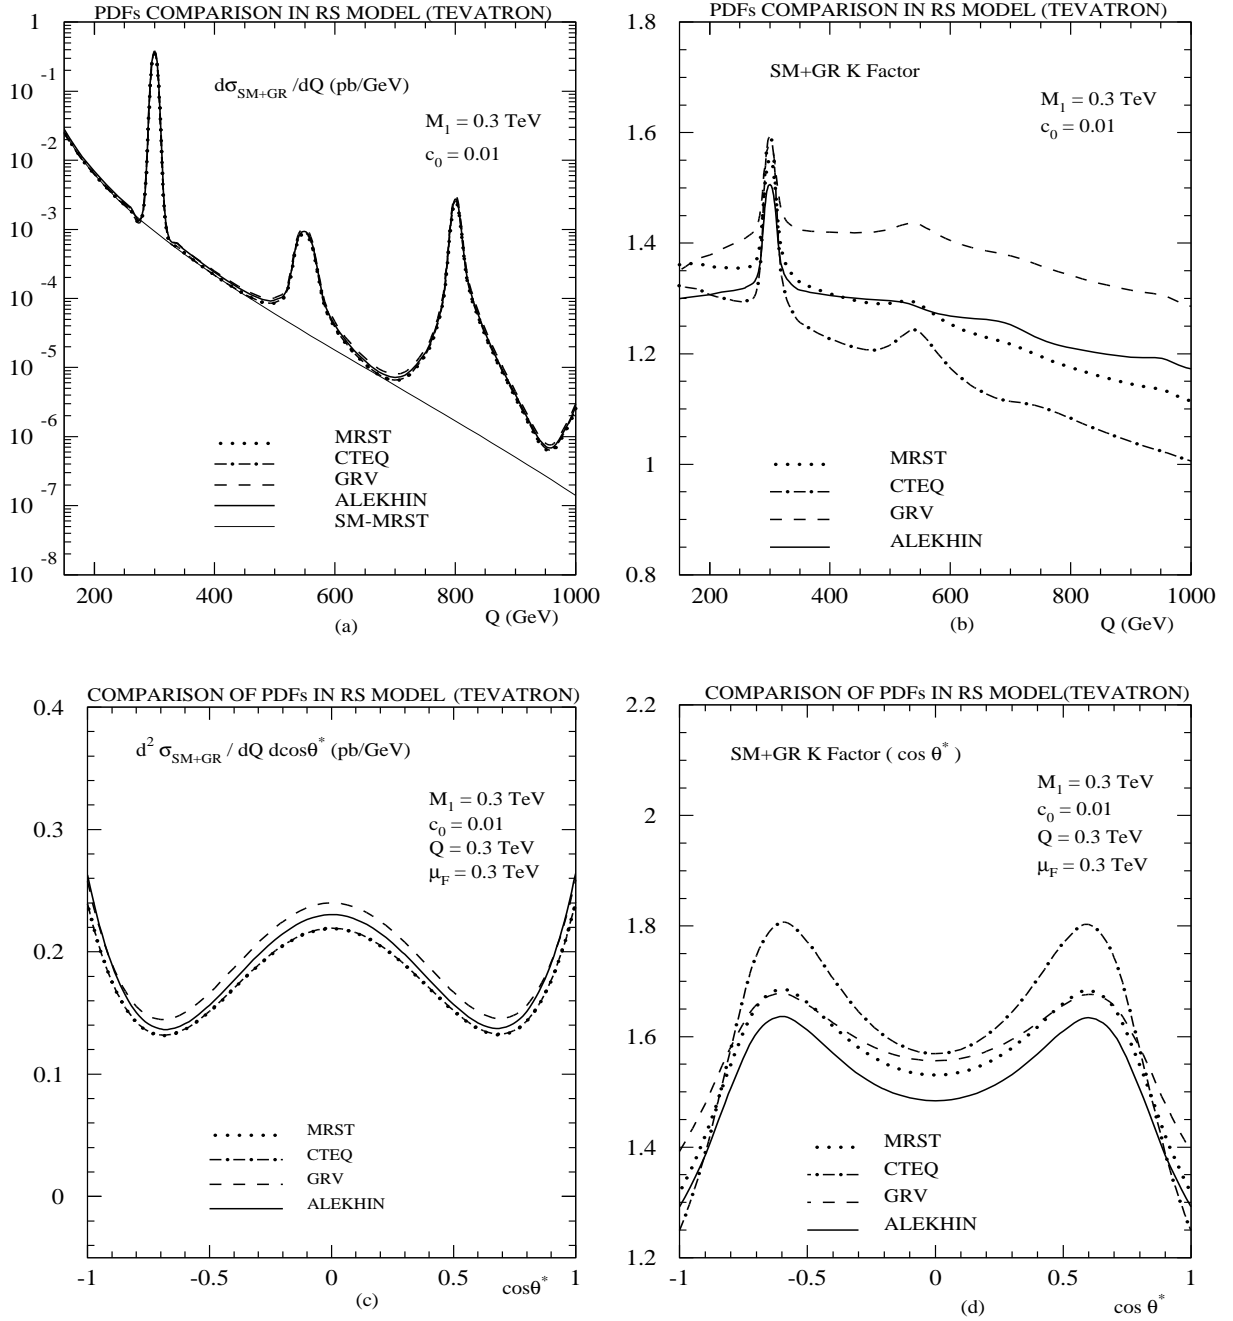 PDFs COMPARISON IN RS MODEL (TEVATRON)
dσ_SM+GR /dQ (pb/GeV)
M_1 = 0.3 TeV
c_0 = 0.01
1
10^-1
10^-2
10^-3
10^-4
10^-5
10^-6
10^-7
10^-8
MRST
CTEQ
GRV
ALEKHIN
SM-MRST
200 400 600 800 1000
Q (GeV)
(a)
PDFs COMPARISON IN RS MODEL (TEVATRON)
SM+GR K Factor
M_1 = 0.3 TeV
c_0 = 0.01
1.8
1.6
1.4
1.2
1
0.8
MRST
CTEQ
GRV
ALEKHIN
200 400 600 800 1000
Q (GeV)
(b)
COMPARISON OF PDFs IN RS MODEL (TEVATRON)
d^2 σ_SM+GR / dQ dcosθ^* (pb/GeV)
M_1 = 0.3 TeV
c_0 = 0.01
Q = 0.3 TeV
μ_F = 0.3 TeV
0.4
0.3
0.2
0.1
0
MRST
CTEQ
GRV
ALEKHIN
-1 -0.5 0 0.5 1
cosθ^*
(c)
COMPARISON OF PDFs IN RS MODEL(TEVATRON)
SM+GR K Factor ( cos θ^* )
M_1 = 0.3 TeV
c_0 = 0.01
Q = 0.3 TeV
μ_F = 0.3 TeV
2.2
2
1.8
1.6
1.4
1.2
MRST
CTEQ
GRV
ALEKHIN
-1 -0.5 0 0.5 1
cos θ^*
(d)